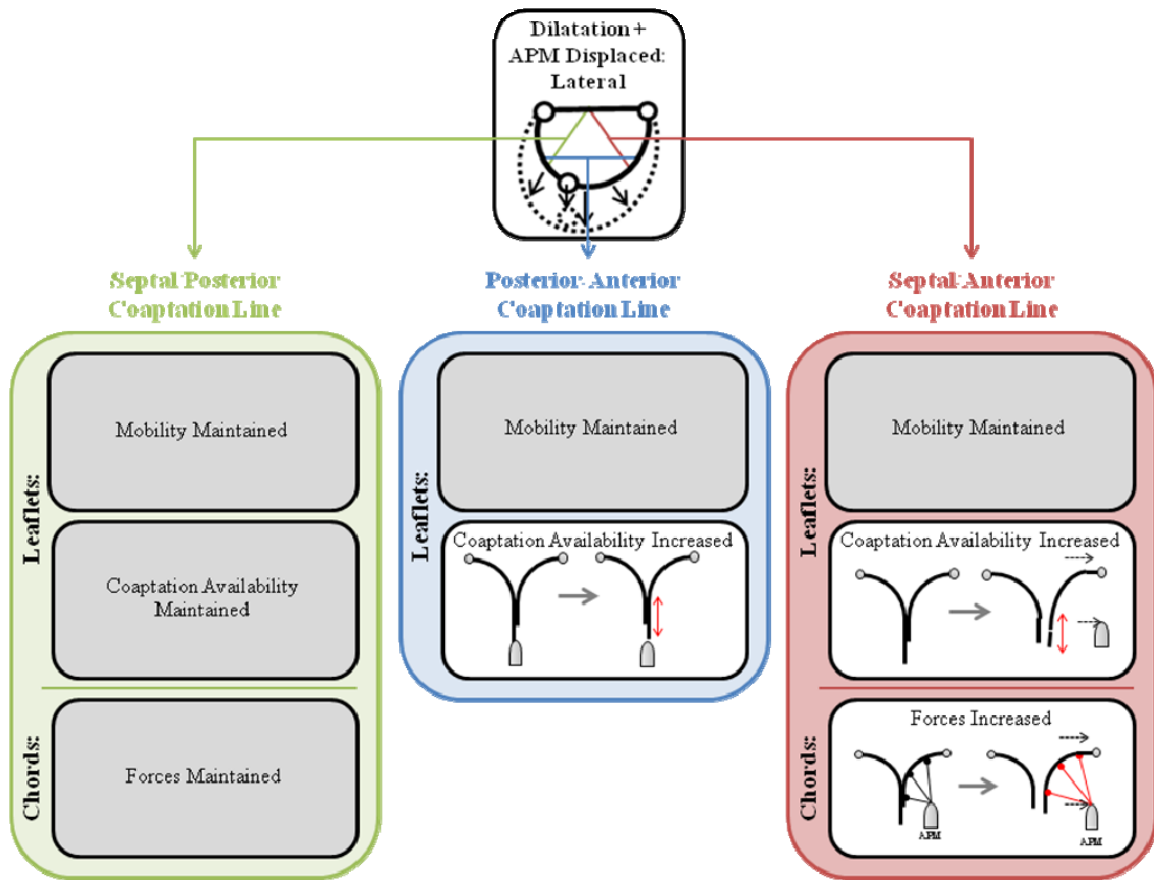 Dilatation +
APM Displaced:
Lateral
Septal-Posterior
Coaptation Line
Leaflets:
Mobility Maintained
Coaptation Availability
Maintained
Chords:
Forces Maintained
Posterior-Anterior
Coaptation Line
Leaflets:
Mobility Maintained
Coaptation Availability Increased
Septal-Anterior
Coaptation Line
Leaflets:
Mobility Maintained
Coaptation Availability Increased
Chords:
Forces Increased
APM
APM